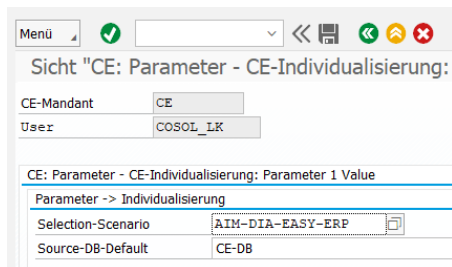 Menü
Sicht "CE: Parameter - CE-Individualisierung:
CE-Mandant CE
User COSOL_LK
CE: Parameter - CE-Individualisierung: Parameter 1 Value
Parameter -> Individualisierung
Selection-Scenario AIM-DIA-EASY-ERP
Source-DB-Default CE-DB